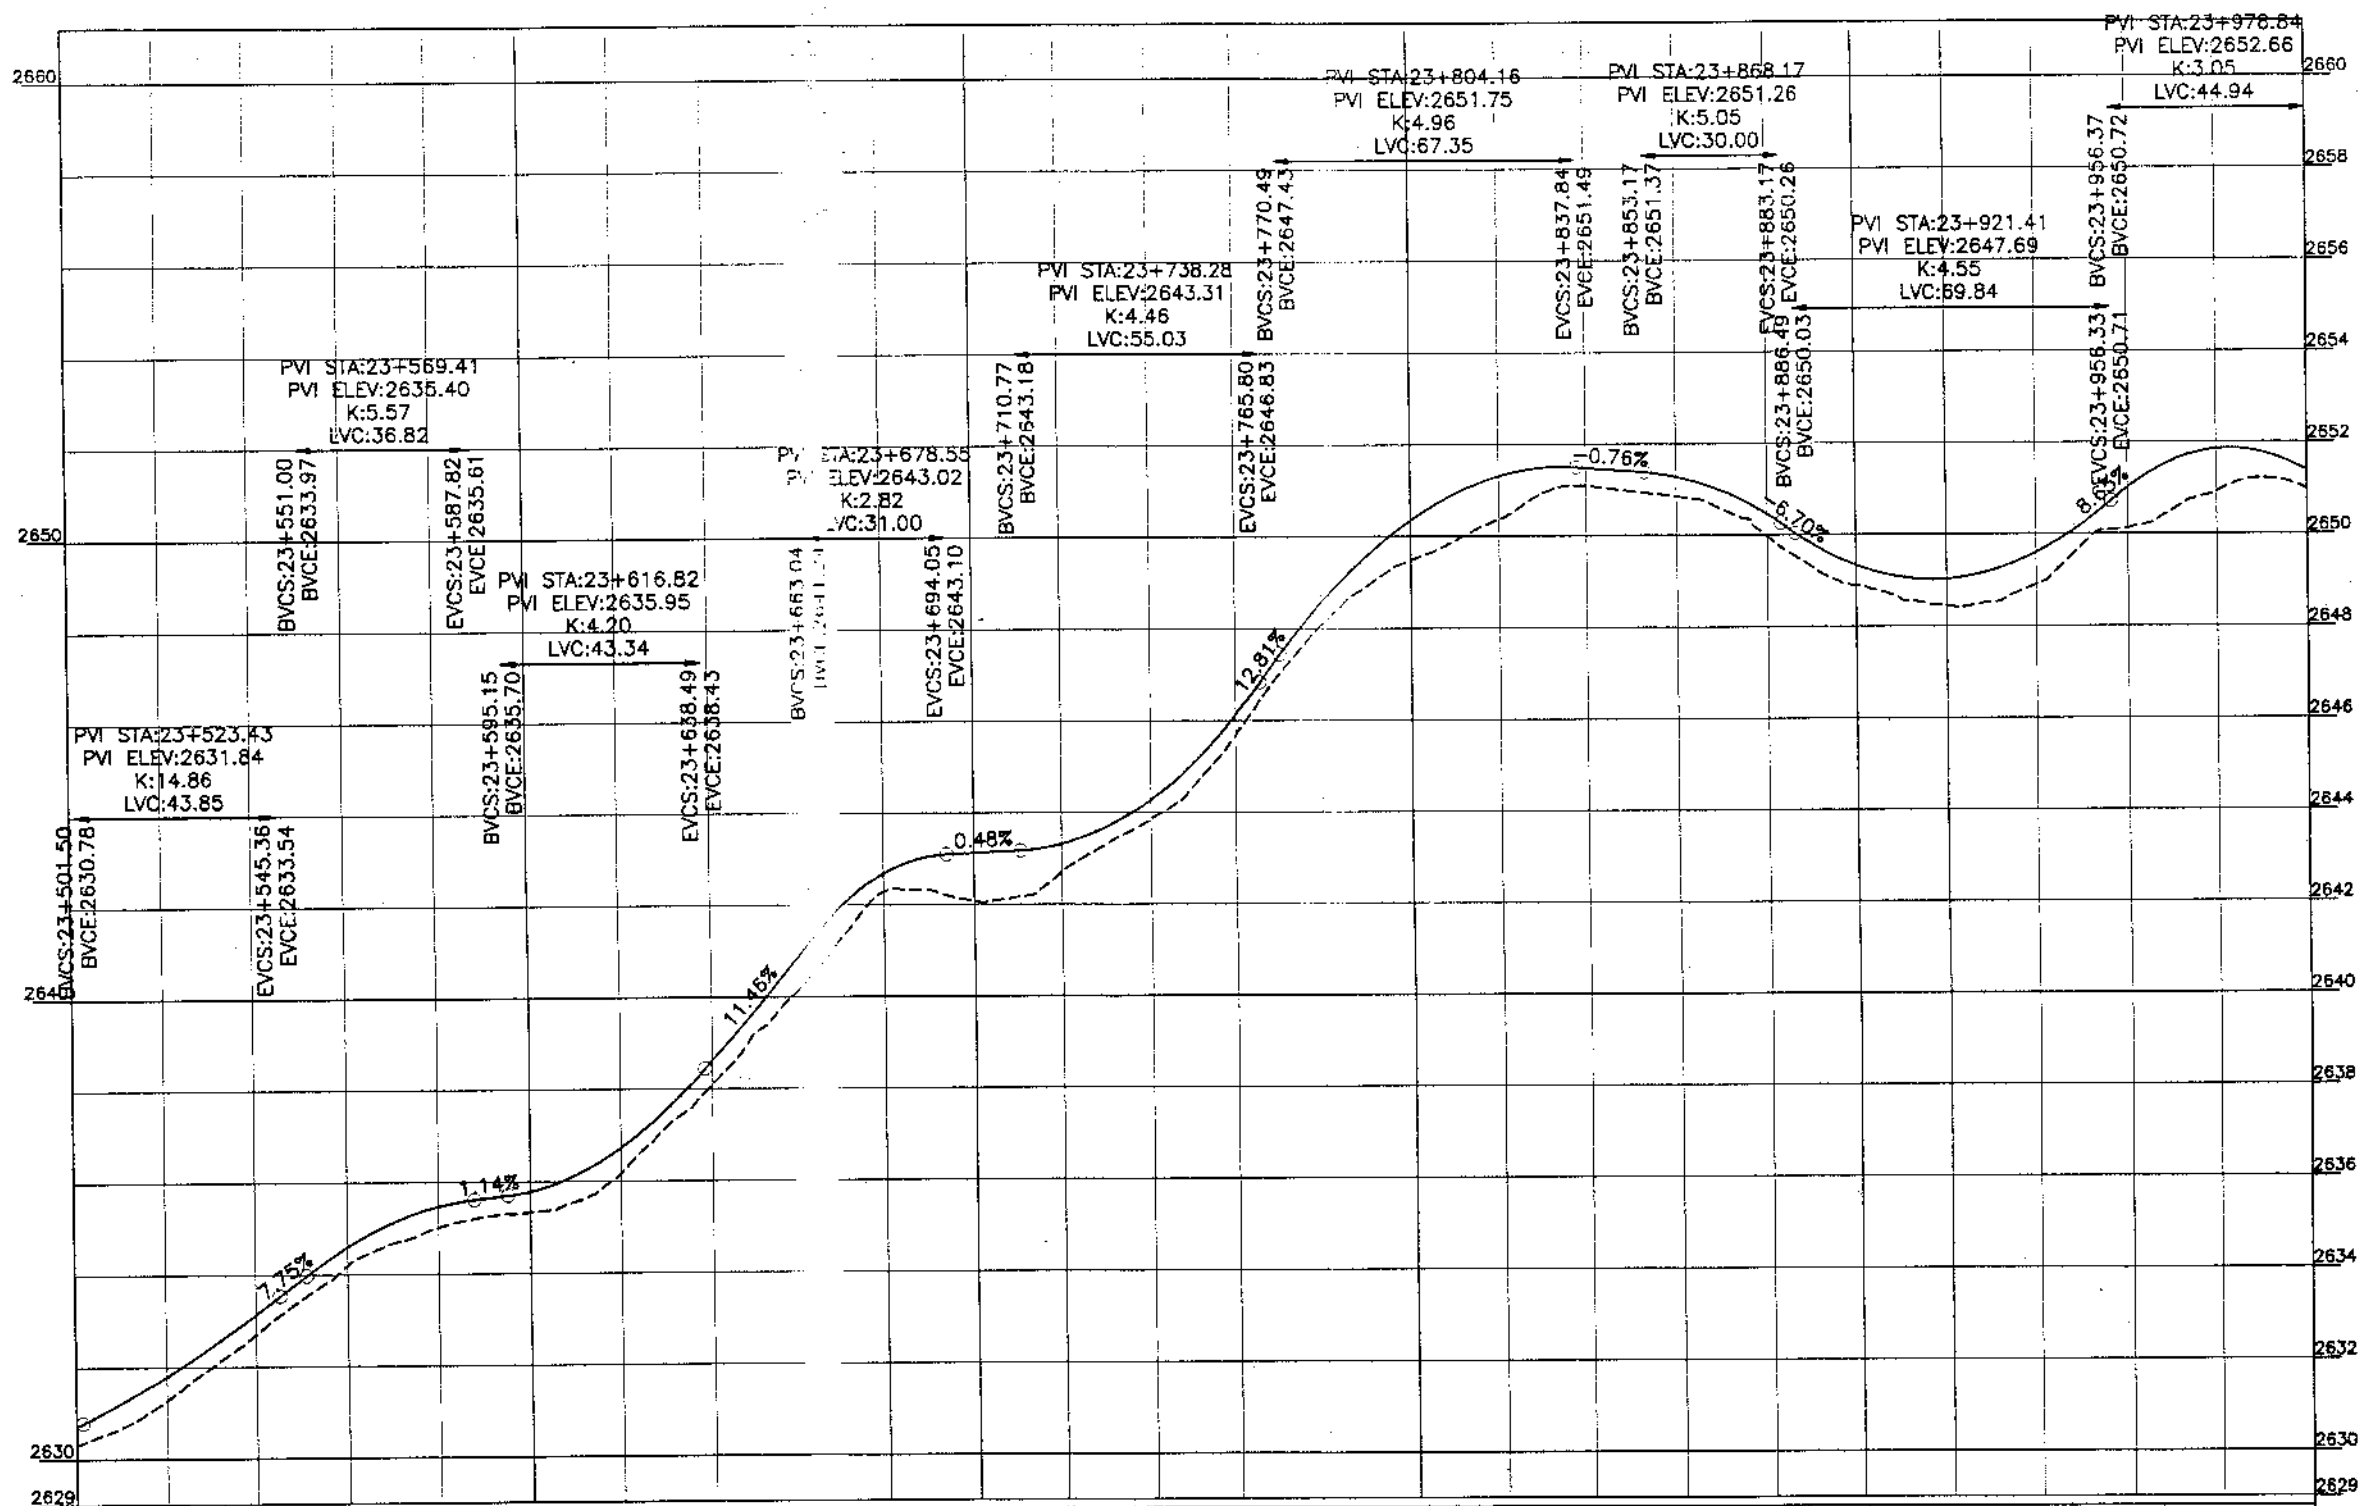 PVI STA:23+978.84
PVI ELEV:2652.66
K:3.05
LVC:44.94
2660
PVI STA:23+804.16
PVI ELEV:2651.75
K:4.96
LVC:67.35
PVI STA:23+868.17
PVI ELEV:2651.26
K:5.05
LVC:30.00
2660
BVCS:23+956.37
BVCE:2650.72
2658
BVCS:23+770.49
BVCE:2647.43
EVCS:23+837.84
EVCE:2651.49
BVCS:23+853.17
BVCE:2651.37
EVCS:23+883.17
EVCE:2650.26
PVI STA:23+921.41
PVI ELEV:2647.69
K:4.55
LVC:69.84
2656
PVI STA:23+738.28
PVI ELEV:2643.31
K:4.46
LVC:55.03
BVCS:23+886.49
BVCE:2650.03
EVCS:23+956.33
EVCE:2650.71
2654
PVI STA:23+569.41
PVI ELEV:2635.40
K:5.57
LVC:36.82
BVCS:23+710.77
BVCE:2643.18
EVCS:23+765.80
EVCE:2646.83
2652
BVCS:23+551.00
BVCE:2633.97
EVCS:23+587.82
EVCE:2635.61
STA:23+678.55
ELEV:2643.02
K:2.82
LVC:31.00
-0.76%
8.63%
-6.70%
2650
2650
BVCS:23+663.04
EVCS:23+694.05
EVCE:2643.10
PVI STA:23+616.82
PVI ELEV:2635.95
K:4.20
LVC:43.34
2648
12.81%
BVCS:23+595.15
BVCE:2635.70
EVCS:23+638.49
EVCE:2638.43
2646
PVI STA:23+523.43
PVI ELEV:2631.84
K:14.86
LVC:43.85
2644
BVCS:23+501.50
BVCE:2630.78
EVCS:23+545.36
EVCE:2633.54
0.48%
2642
2640
11.46%
2640
2638
1.14%
2636
7.75%
2634
2632
2630
2630
2629
2629